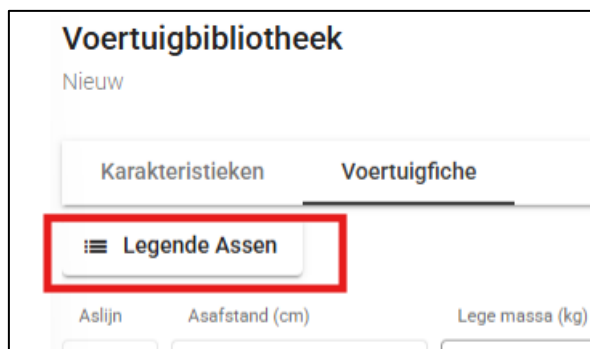 Voertuigbibliotheek
Nieuw
Karakteristieken Voertuigfiche
Legende Assen
Aslijn Asafstand (cm) Lege massa (kg)